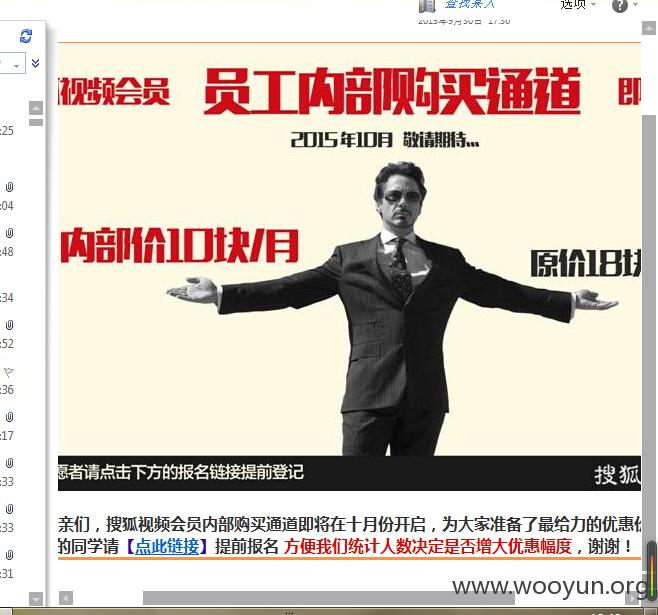 查找某人
选项
2015年9月30日 17:36
视频会员 员工内部购买通道 即
2015年10月 敬请期待...
内部价10块/月
原价18块
愿者请点击下方的报名链接提前登记
搜狐
亲们，搜狐视频会员内部购买通道即将在十月份开启，为大家准备了最给力的优惠价
的同学请【点此链接】提前报名 方便我们统计人数决定是否增大优惠幅度，谢谢！
:25
:04
:48
:34
:52
:36
:17
:33
:33
:31
www.wooyun.org